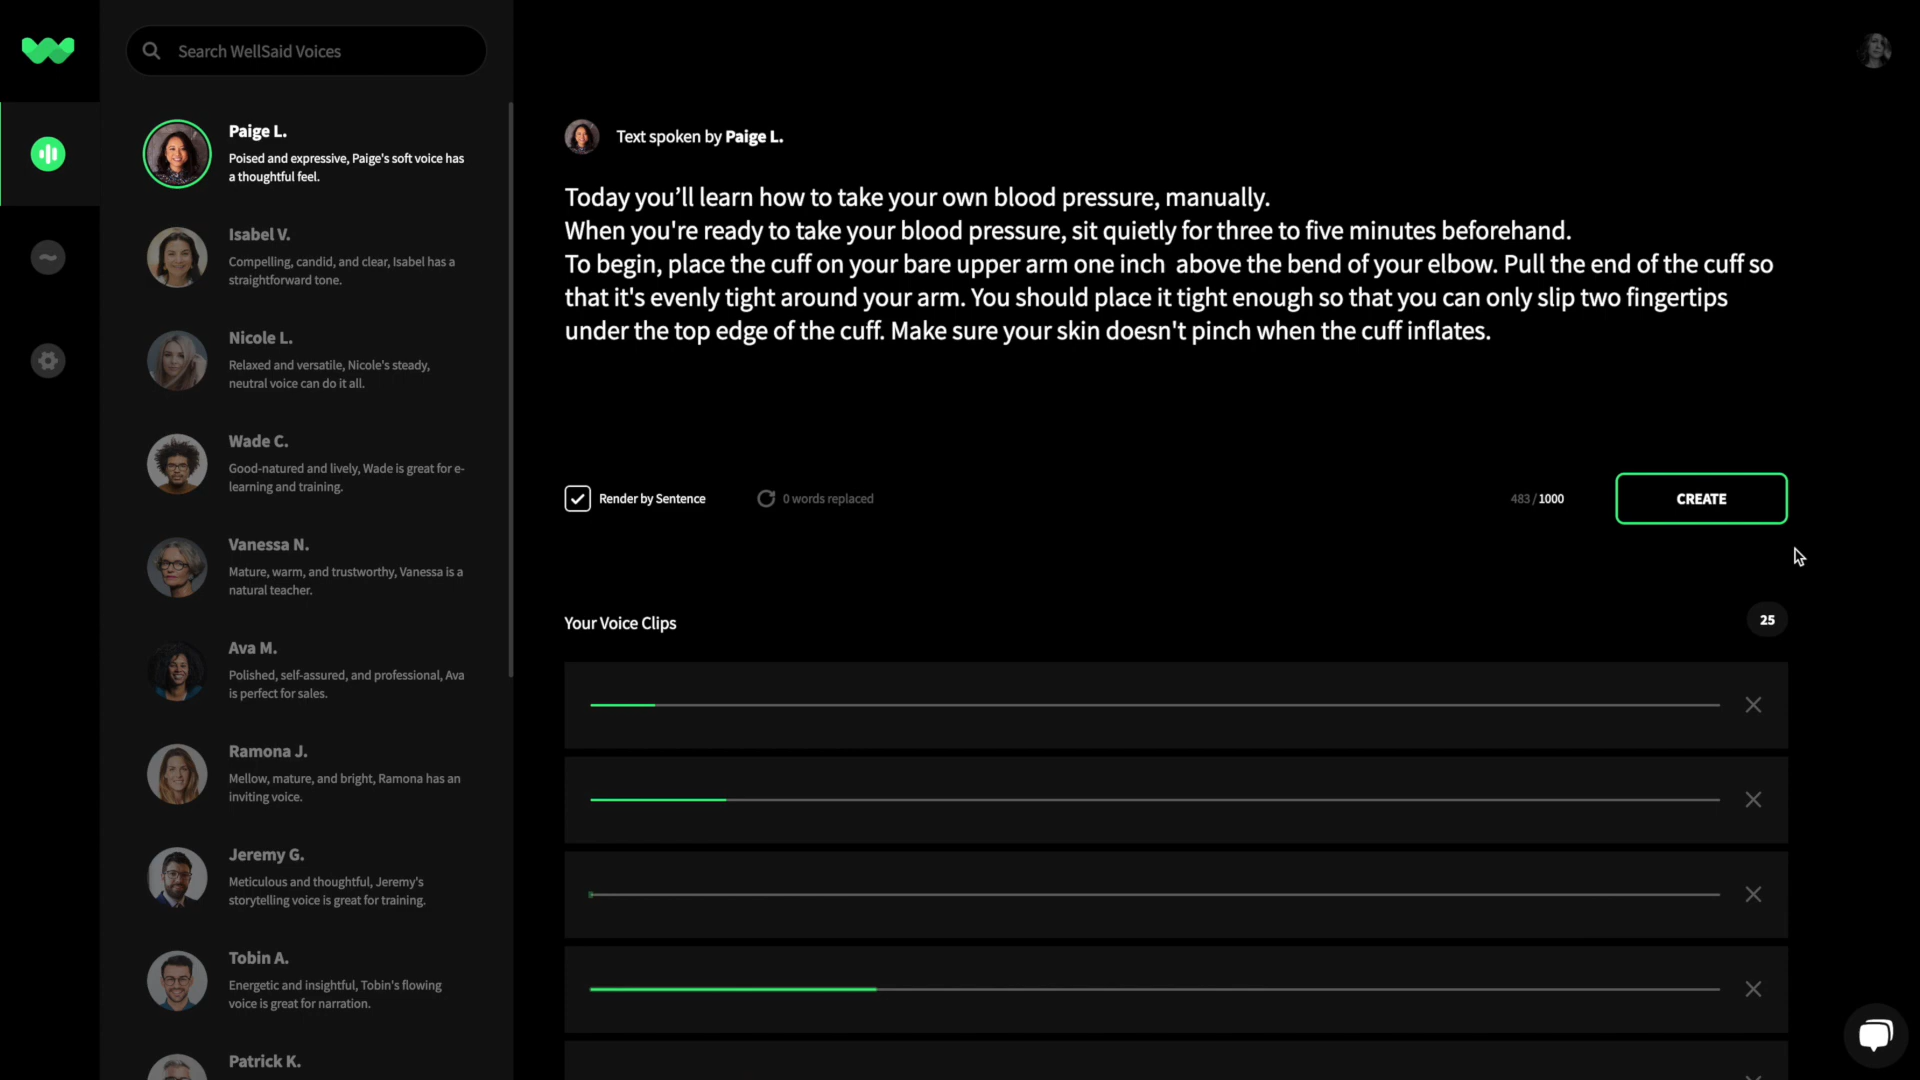 Search WellSaid Voices
Paige L.
Poised and expressive, Paige's soft voice has
a thoughtful feel.
Isabel V.
Compelling, candid, and clear, Isabel has a
straightforward tone.
Nicole L.
Relaxed and versatile, Nicole's steady,
neutral voice can do it all.
Wade C.
Good-natured and lively, Wade is great for e-
learning and training.
Vanessa N.
Mature, warm, and trustworthy, Vanessa is a
natural teacher.
Ava M.
Polished, self-assured, and professional, Ava
is perfect for sales.
Ramona J.
Mellow, mature, and bright, Ramona has an
inviting voice.
Jeremy G.
Meticulous and thoughtful, Jeremy's
storytelling voice is great for training.
Tobin A.
Energetic and insightful, Tobin's flowing
voice is great for narration.
Patrick K.
Text spoken by Paige L.
Today you’ll learn how to take your own blood pressure, manually.
When you're ready to take your blood pressure, sit quietly for three to five minutes beforehand.
To begin, place the cuff on your bare upper arm one inch  above the bend of your elbow. Pull the end of the cuff so
that it's evenly tight around your arm. You should place it tight enough so that you can only slip two fingertips
under the top edge of the cuff. Make sure your skin doesn't pinch when the cuff inflates.
Render by Sentence
0 words replaced
483 / 1000
CREATE
Your Voice Clips
25